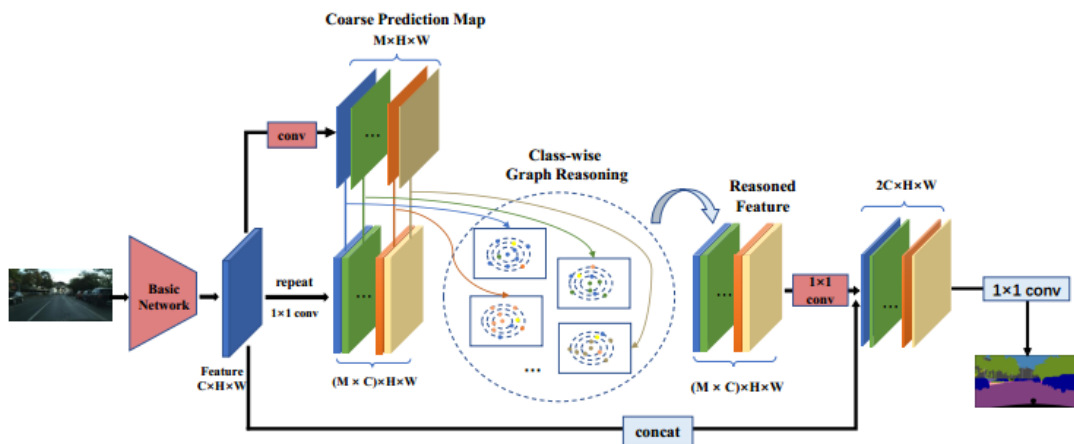 Coarse Prediction Map
M×H×W
...
conv
Class-wise
Graph Reasoning
Reasoned
Feature
2C×H×W
Basic
Network
repeat
1×1 conv
...
...
1×1
conv
...
1×1 conv
Feature
C×H×W
(M × C)×H×W
...
(M × C)×H×W
concat